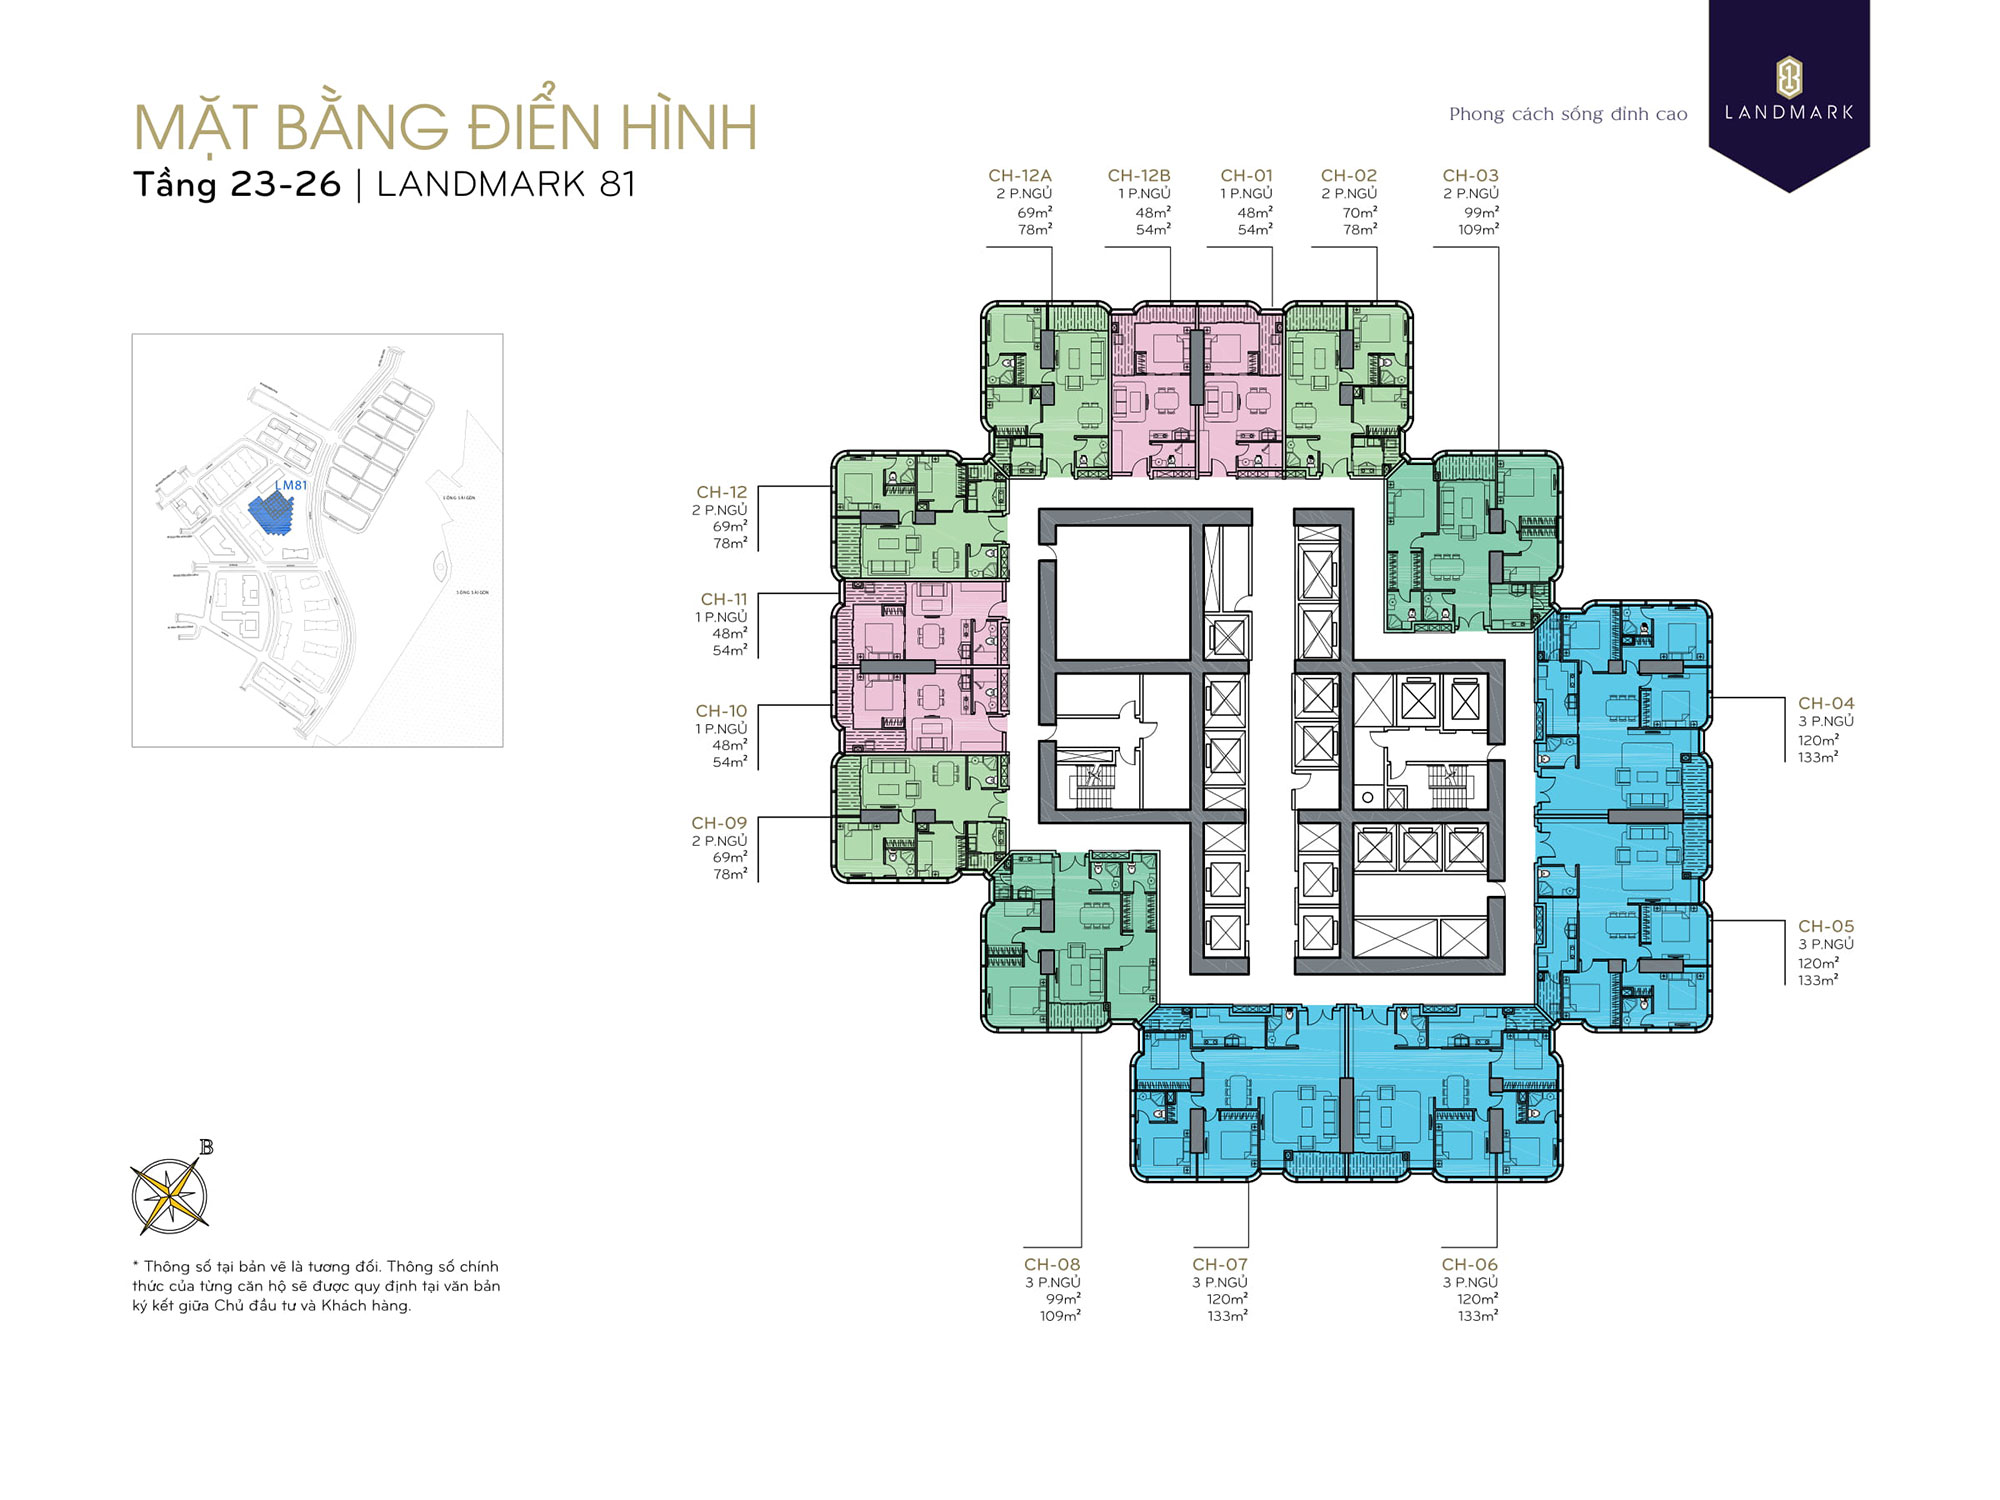 MẶT BẰNG ĐIỂN HÌNH
Tầng 23-26 | LANDMARK 81
Phong cách sống đỉnh cao
LANDMARK
CH-12A
2 P.NGỦ
69m²
78m²
CH-12B
1 P.NGỦ
48m²
54m²
CH-01
1 P.NGỦ
48m²
54m²
CH-02
2 P.NGỦ
70m²
78m²
CH-03
2 P.NGỦ
99m²
109m²
LM81
SÔNG SÀI GÒN
SÔNG SÀI GÒN
CH-12
2 P.NGỦ
69m²
78m²
CH-11
1 P.NGỦ
48m²
54m²
CH-10
1 P.NGỦ
48m²
54m²
CH-09
2 P.NGỦ
69m²
78m²
CH-04
3 P.NGỦ
120m²
133m²
CH-05
3 P.NGỦ
120m²
133m²
CH-08
3 P.NGỦ
99m²
109m²
CH-07
3 P.NGỦ
120m²
133m²
CH-06
3 P.NGỦ
120m²
133m²
B
* Thông số tại bản vẽ là tương đối. Thông số chính
thức của từng căn hộ sẽ được quy định tại văn bản
ký kết giữa Chủ đầu tư và Khách hàng.